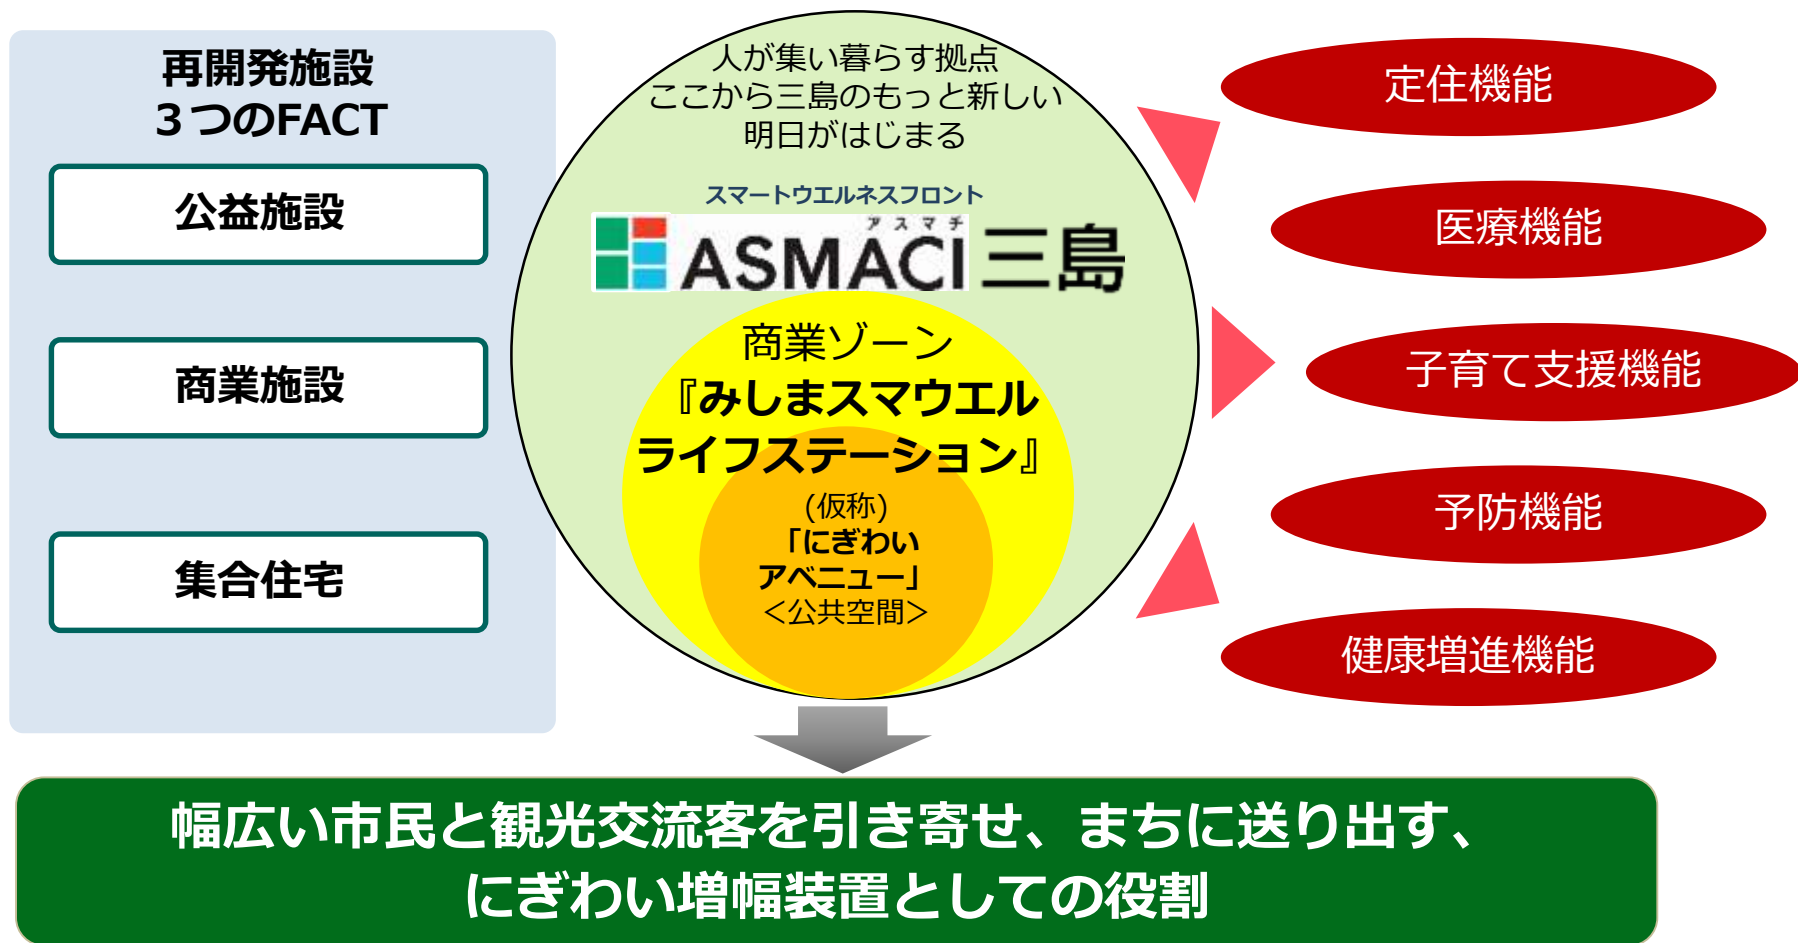 再開発施設
３つのFACT
公益施設
商業施設
集合住宅
人が集い暮らす拠点
ここから三島のもっと新しい
明日がはじまる
スマートウエルネスフロント
アスマチ
ASMACI三島
商業ゾーン
『みしまスマウエル
ライフステーション』
(仮称)
「にぎわい
アベニュー」
＜公共空間＞
定住機能
医療機能
子育て支援機能
予防機能
健康増進機能
幅広い市民と観光交流客を引き寄せ、まちに送り出す、
にぎわい増幅装置としての役割